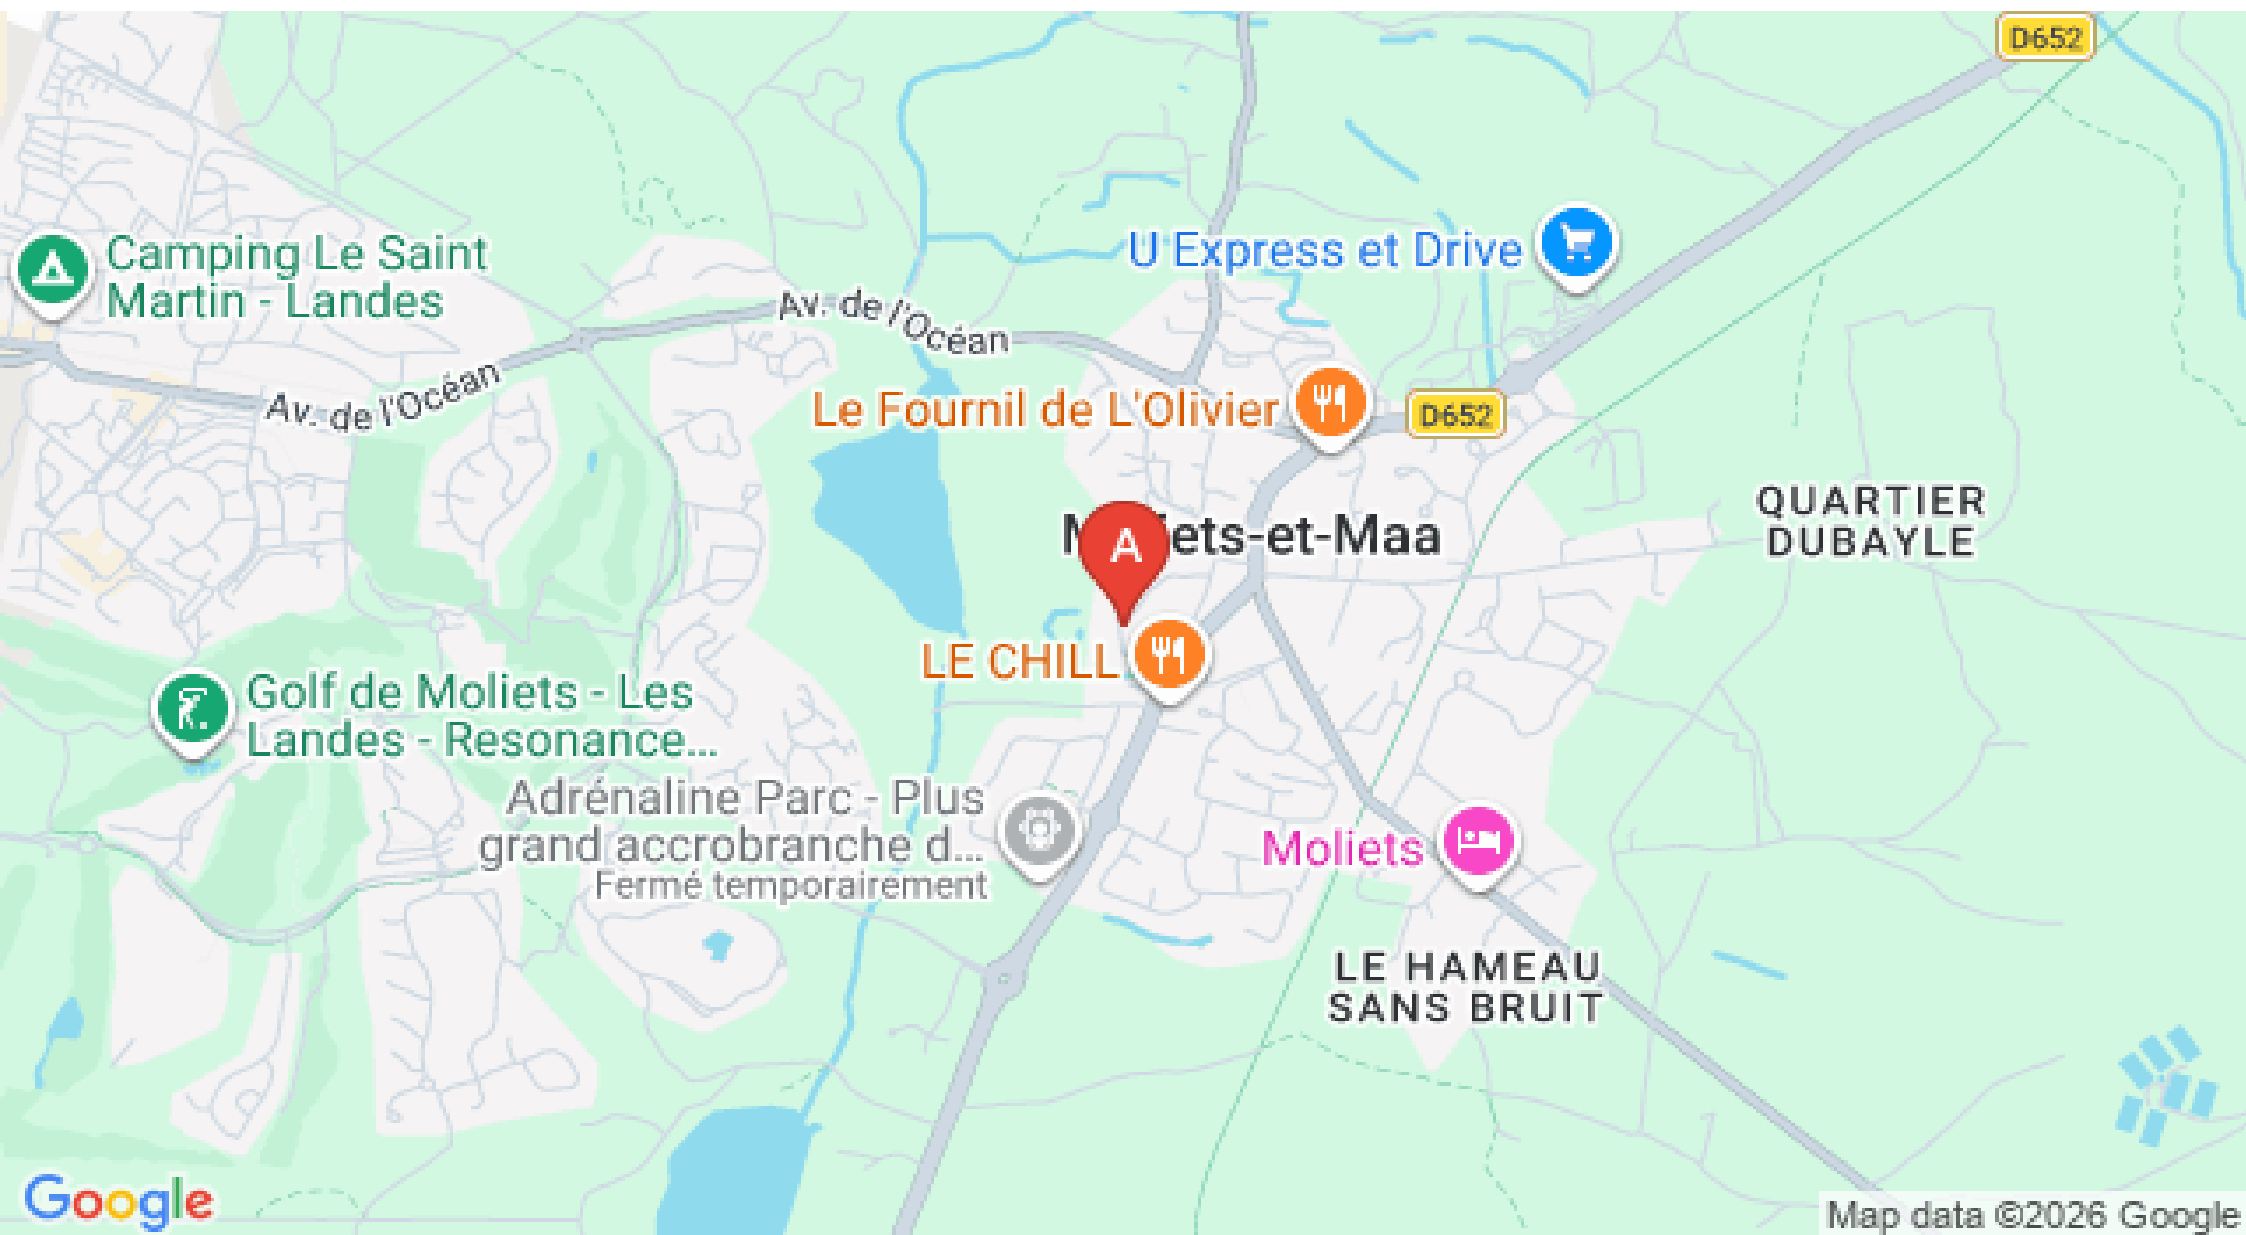 D652
Camping Le Saint
Martin - Landes
U Express et Drive
Av. de l'Océan
Av. de l'Océan
Le Fournil de L'Olivier
D652
QUARTIER
DUBAYLE
A
ets-et-Maa
LE CHILL
Golf de Moliets - Les
Landes - Resonance...
Adrénaline Parc - Plus
grand accrobranche d...
Fermé temporairement
Moliets
LE HAMEAU
SANS BRUIT
Google
Map data ©2026 Google